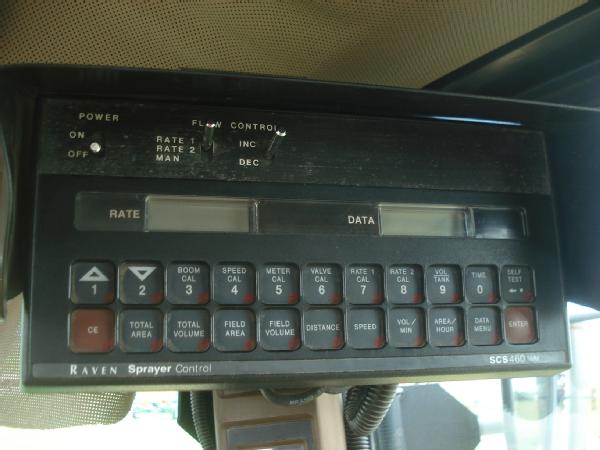 POWER
FLOW CONTROL
ON
OFF
RATE 1
RATE 2
MAN
INC
DEC
RATE
DATA
1
2
BOOM CAL 3
SPEED CAL 4
METER CAL 5
VALVE CAL 6
RATE 1 CAL 7
RATE 2 CAL 8
VOL TANK 9
TIME 0
SELF TEST
CE
TOTAL AREA
TOTAL VOLUME
FIELD AREA
FIELD VOLUME
DISTANCE
SPEED
VOL/MIN
AREA/HOUR
DATA MENU
ENTER
RAVEN Sprayer Control
SCS 460